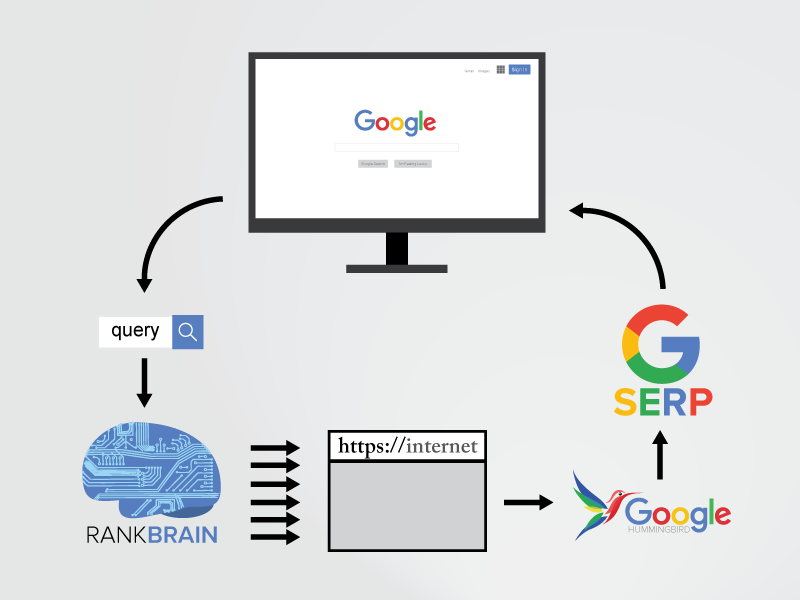 Gmail Images Sign In
Google
Google Search I'm Feeling Lucky
query
https://internet
RANKBRAIN
G
SERP
Google
HUMMINGBIRD